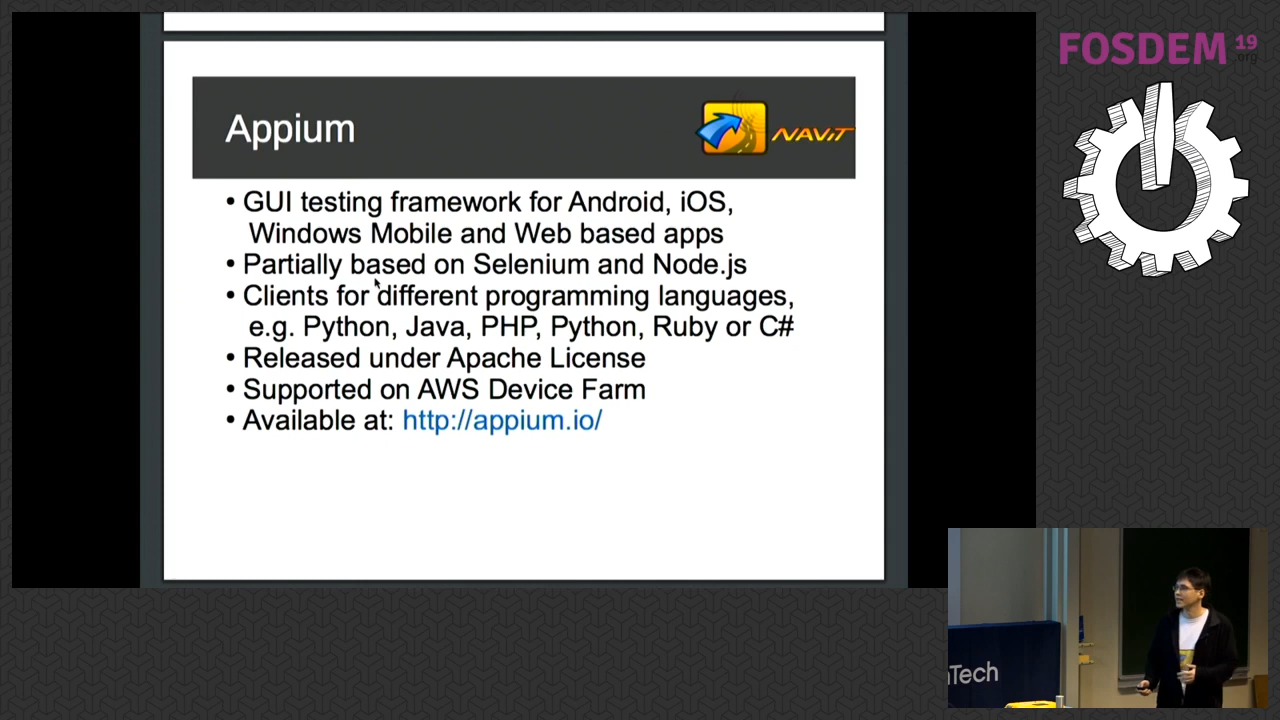 FOSDEM 19
.org
Appium
NAVIT
• GUI testing framework for Android, iOS,
Windows Mobile and Web based apps
• Partially based on Selenium and Node.js
• Clients for different programming languages,
e.g. Python, Java, PHP, Python, Ruby or C#
• Released under Apache License
• Supported on AWS Device Farm
• Available at: http://appium.io/
Tech